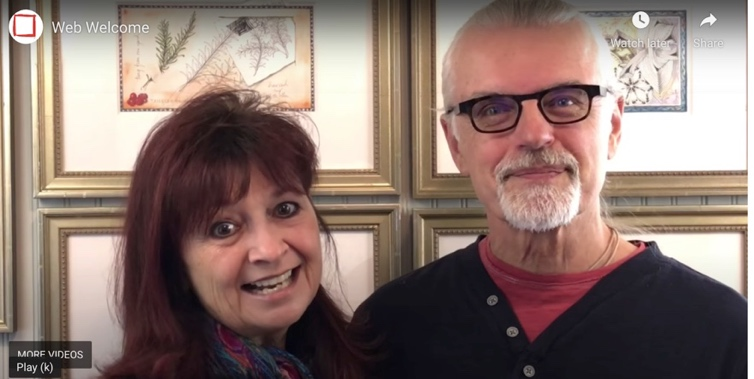 Web Welcome
Watch later
Share
MORE VIDEOS
Play (k)